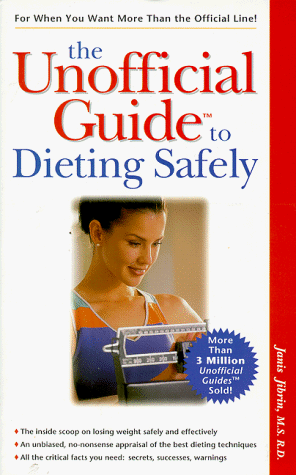 For When You Want More Than the Official Line!
the
Unofficial
Guide™ to
Dieting Safely
More
Than
3 Million
Unofficial
Guides™
Sold!
Janis Jibrin, M.S. R.D.
♦ The inside scoop on losing weight safely and effectively
♦ An unbiased, no-nonsense appraisal of the best dieting techniques
♦ All the critical facts you need: secrets, successes, warnings